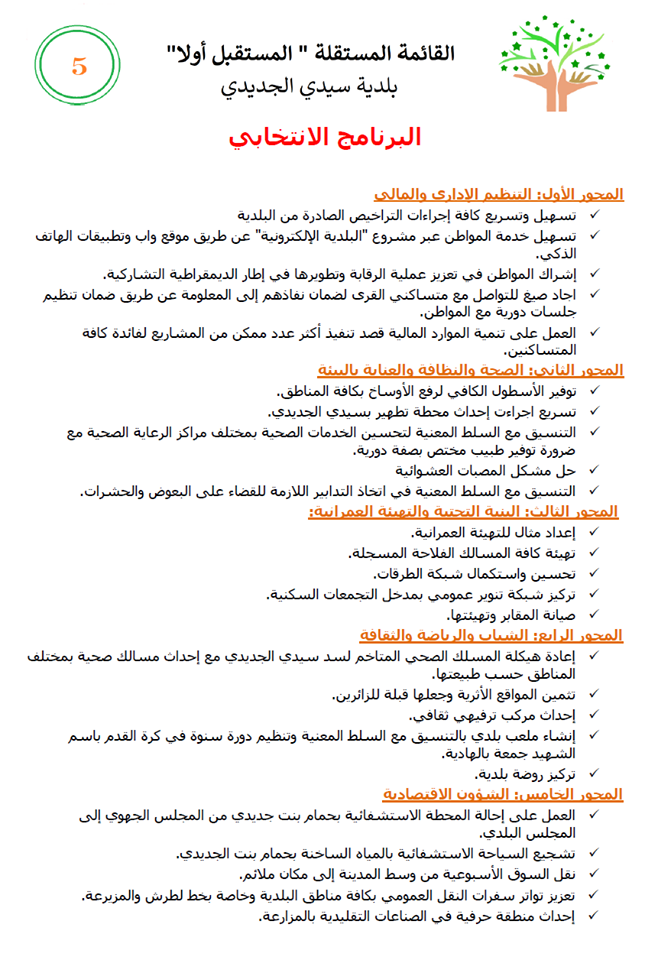 القائمة المستقلة " المستقبل أولا"
5
بلدية سيدي الجديدي
البرنامج الانتخابي
المحور الأول: التنظيم الإداري والمالي
✓ تسهيل وتسريع كافة إجراءات التراخيص الصادرة من البلدية
✓ تسهيل خدمة المواطن عبر مشروع "البلدية الإلكترونية" عن طريق موقع واب وتطبيقات الهاتف
الذكي.
✓ إشراك المواطن في تعزيز عملية الرقابة وتطويرها في إطار الديمقراطية التشاركية.
✓ اجاد صيغ للتواصل مع متساكني القرى لضمان نفاذهم إلى المعلومة عن طريق ضمان تنظيم
جلسات دورية مع المواطن.
✓ العمل على تنمية الموارد المالية قصد تنفيذ أكثر عدد ممكن من المشاريع لفائدة كافة
المتساكنين.
المحور الثاني: الصحة والنظافة والعناية بالبيئة
✓ توفير الأسطول الكافي لرفع الأوساخ بكافة المناطق.
✓ تسريع اجراءت إحداث محطة تطهير بسيدي الجديدي.
✓ التنسيق مع السلط المعنية لتحسين الخدمات الصحية بمختلف مراكز الرعاية الصحية مع
ضرورة توفير طبيب مختص بصفة دورية.
✓ حل مشكل المصبات العشوائية
✓ التنسيق مع السلط المعنية في اتخاذ التدابير اللازمة للقضاء على البعوض والحشرات.
المحور الثالث: البنية التحتية والتهيئة العمرانية:
✓ إعداد مثال للتهيئة العمرانية.
✓ تهيئة كافة المسالك الفلاحة المسجلة.
✓ تحسين واستكمال شبكة الطرقات.
✓ تركيز شبكة تنوير عمومي بمدخل التجمعات السكنية.
✓ صيانة المقابر وتهيئتها.
المحور الرابع: الشباب والرياضة والثقافة
✓ إعادة هيكلة المسلك الصحي المتاخم لسد سيدي الجديدي مع إحداث مسالك صحية بمختلف
المناطق حسب طبيعتها.
✓ تثمين المواقع الأثرية وجعلها قبلة للزائرين.
✓ إحداث مركب ترفيهي ثقافي.
✓ إنشاء ملعب بلدي بالتنسيق مع السلط المعنية وتنظيم دورة سنوة في كرة القدم باسم
الشهيد جمعة بالهادية.
✓ تركيز روضة بلدية.
المحور الخامس: الشؤون الاقتصادية
✓ العمل على إحالة المحطة الاستشفائية بحمام بنت جديدي من المجلس الجهوي إلى
المجلس البلدي.
✓ تشجيع السياحة الاستشفائية بالمياه الساخنة بحمام بنت الجديدي.
✓ نقل السوق الأسبوعية من وسط المدينة إلى مكان ملائم.
✓ تعزيز تواتر سفرات النقل العمومي بكافة مناطق البلدية وخاصة بخط لطرش والمزيرعة.
✓ إحداث منطقة حرفية في الصناعات التقليدية بالمزارعة.